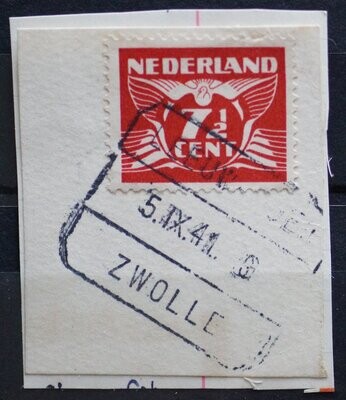 NEDERLAND
7½
CENT
5.IX.41.
ZWOLLE